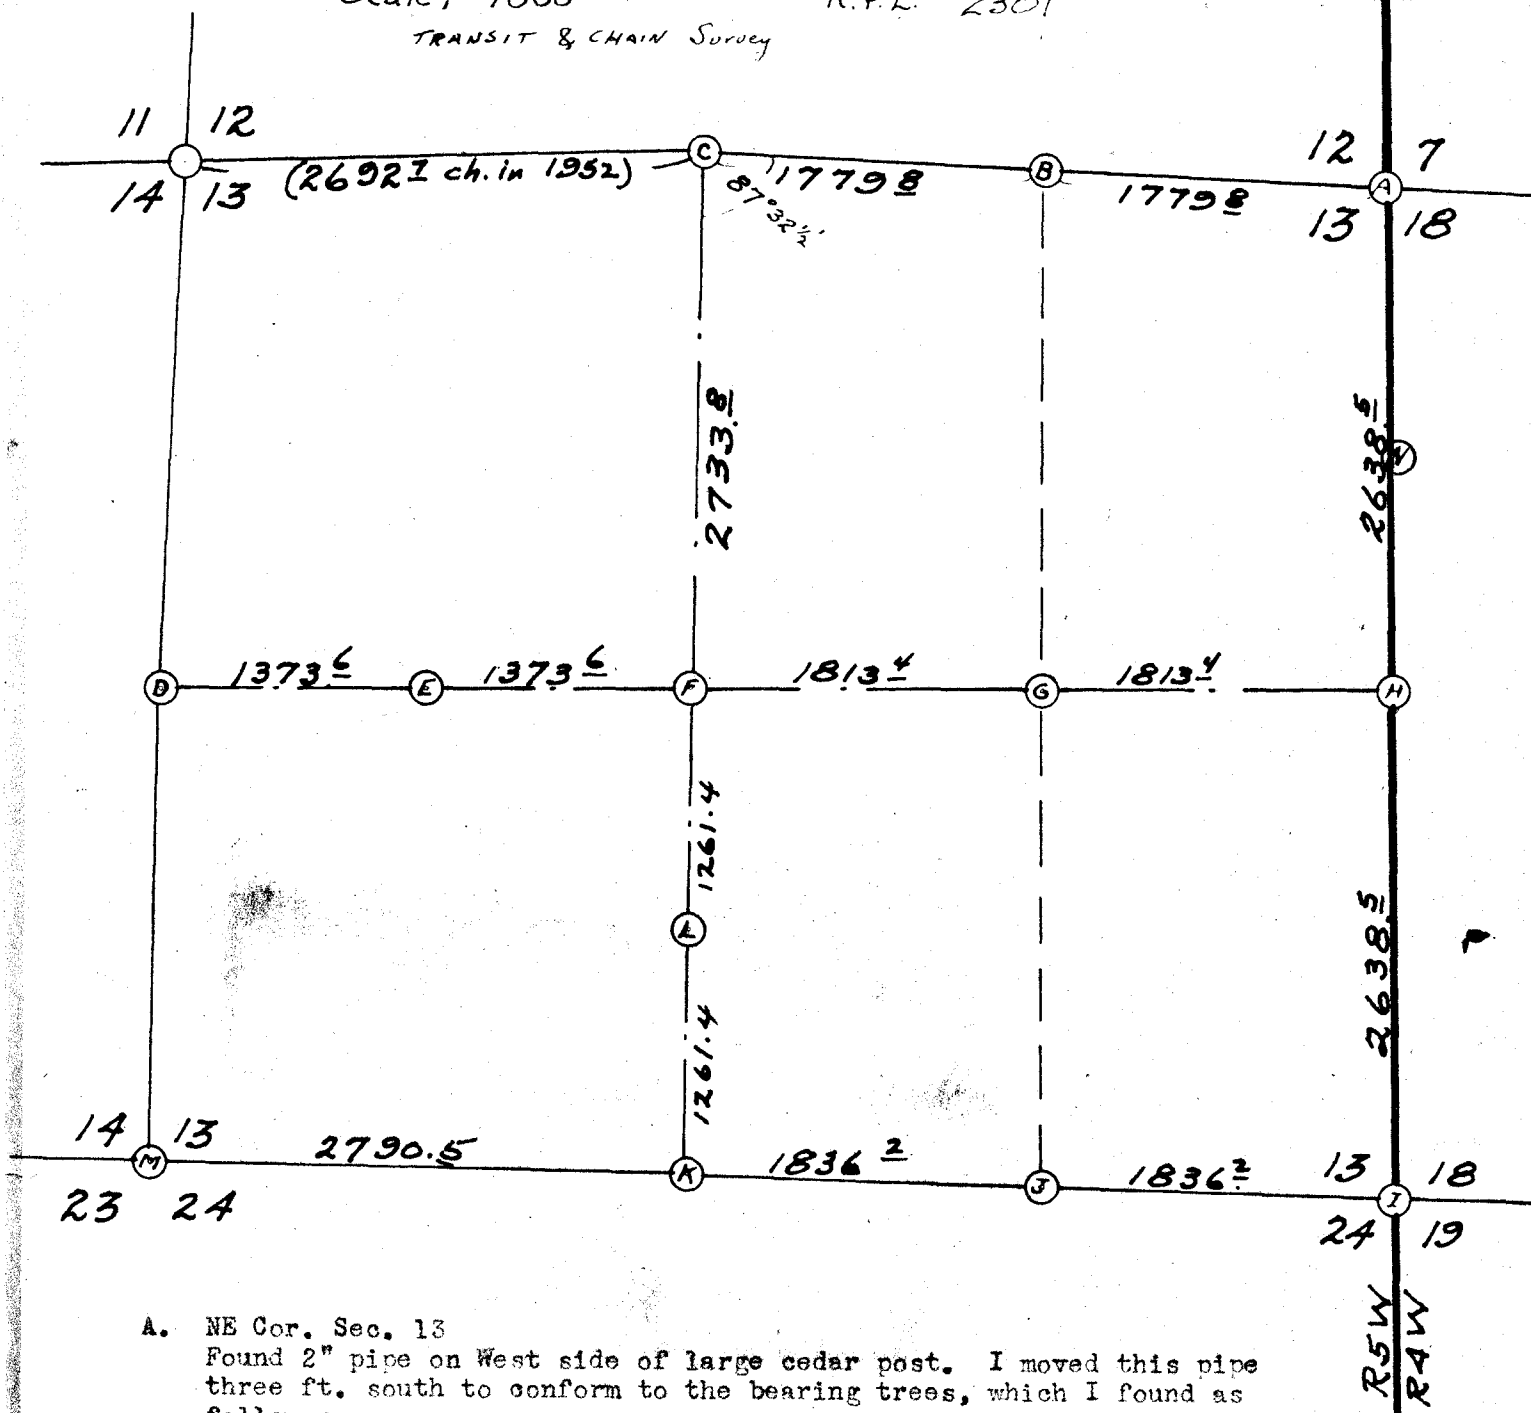 TRANSIT & CHAIN Survey
11 12
12 7
C
B
A
(2692 1 ch. in 1952)
1779 8
1779 8
14 13
87°32½'
13 18
2733.8
2638.5
N
1373 6
1373 6
1813 4
1813 4
D
E
F
G
H
1261.4
L
2638.5
1261.4
14 13
2790.5
1836 2
1836 2
13 18
M
K
J
I
23 24
24 19
R5W
R4W
A. NE Cor. Sec. 13
Found 2" pipe on West side of large cedar post. I moved this pipe
three ft. south to conform to the bearing trees, which I found as